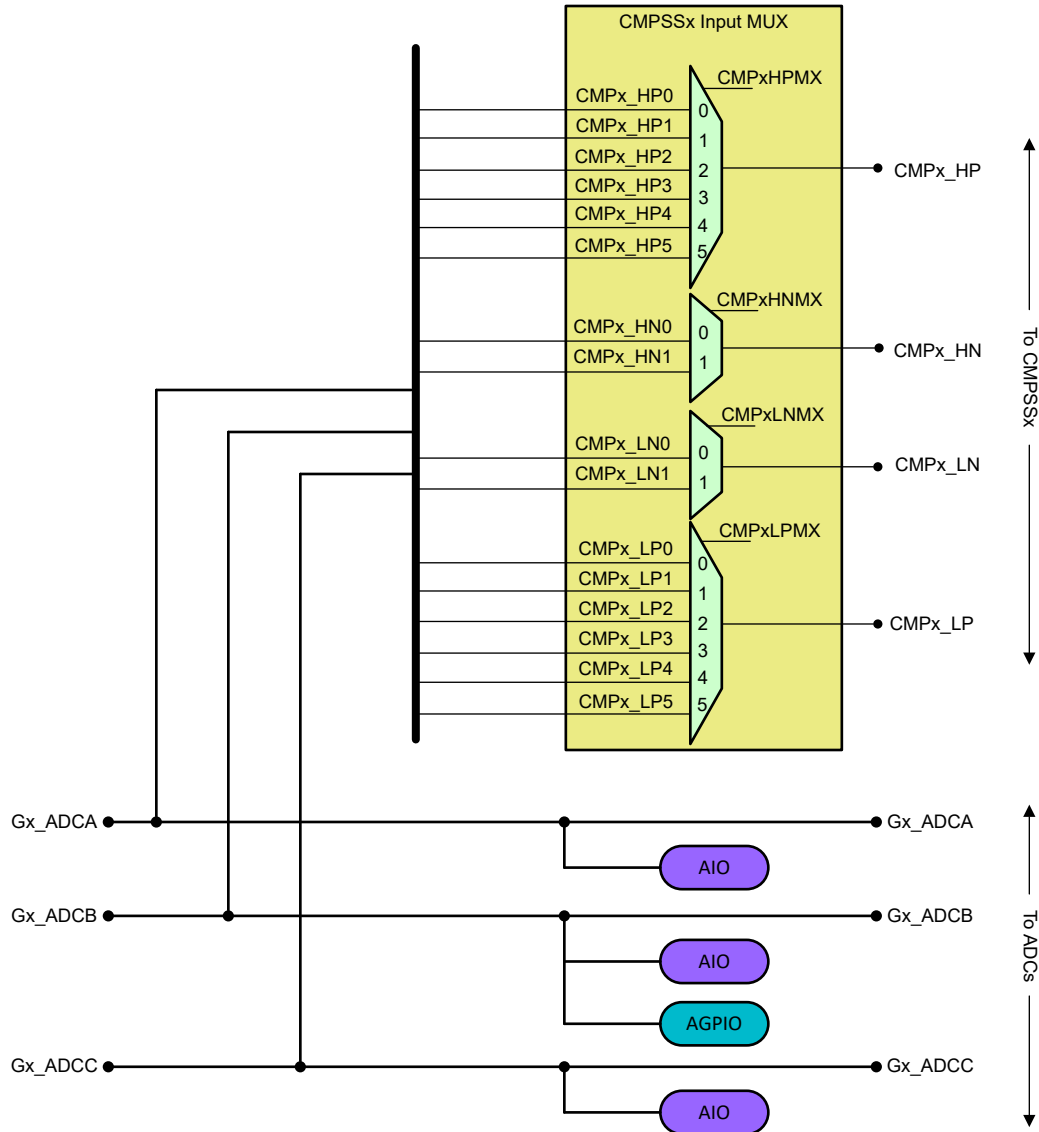 CMPSSx Input MUX
CMPxHPMX
CMPx_HP0
0
CMPx_HP1
1
CMPx_HP2
2
CMPx_HP
CMPx_HP3
3
CMPx_HP4
4
CMPx_HP5
5
CMPxHNMX
CMPx_HN0
0
CMPx_HN
CMPx_HN1
1
To CMPSSx
CMPxLNMX
CMPx_LN0
0
CMPx_LN
CMPx_LN1
1
CMPxLPMX
CMPx_LP0
0
CMPx_LP1
1
CMPx_LP2
2
CMPx_LP
CMPx_LP3
3
CMPx_LP4
4
CMPx_LP5
5
Gx_ADCA
Gx_ADCA
AIO
Gx_ADCB
Gx_ADCB
To ADCs
AIO
AGPIO
Gx_ADCC
Gx_ADCC
AIO